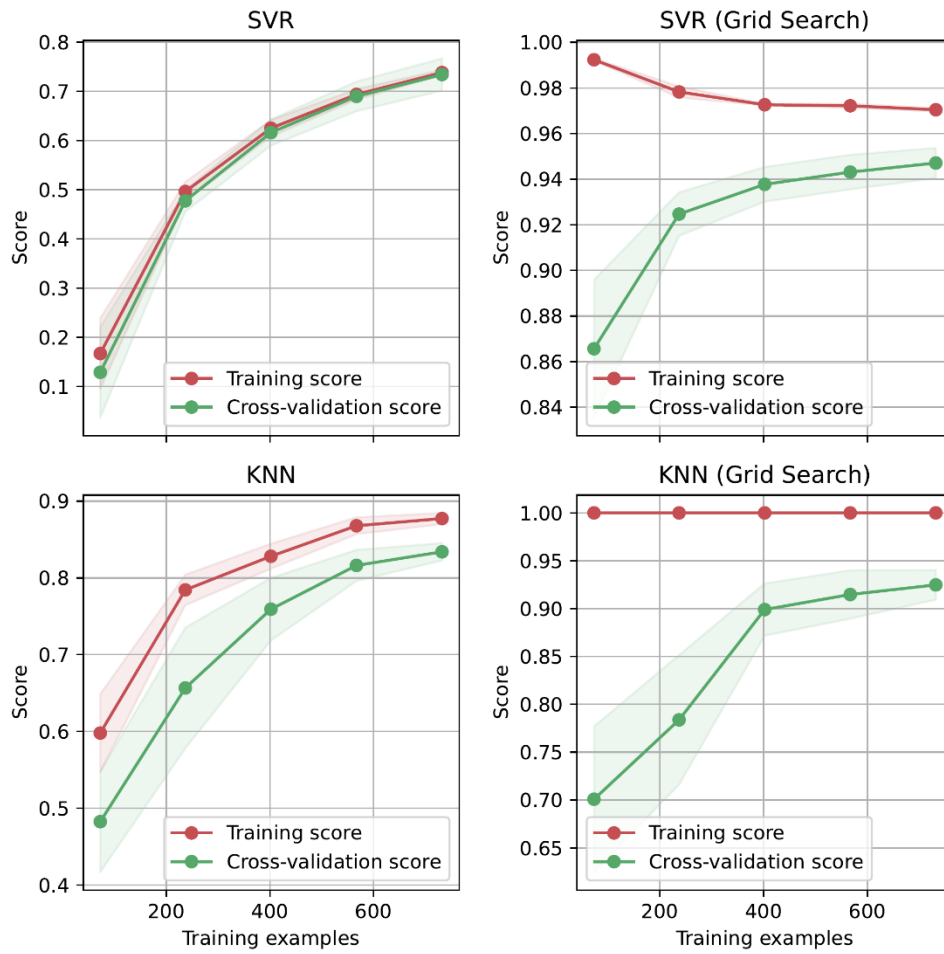 SVR
0.8
0.7
0.6
0.5
0.4
0.3
0.2
0.1
Score
Training score
Cross-validation score
SVR (Grid Search)
1.00
0.98
0.96
0.94
0.92
0.90
0.88
0.86
0.84
Score
Training score
Cross-validation score
KNN
0.9
0.8
0.7
0.6
0.5
0.4
Score
Training score
Cross-validation score
200 400 600
Training examples
KNN (Grid Search)
1.00
0.95
0.90
0.85
0.80
0.75
0.70
0.65
Score
Training score
Cross-validation score
200 400 600
Training examples